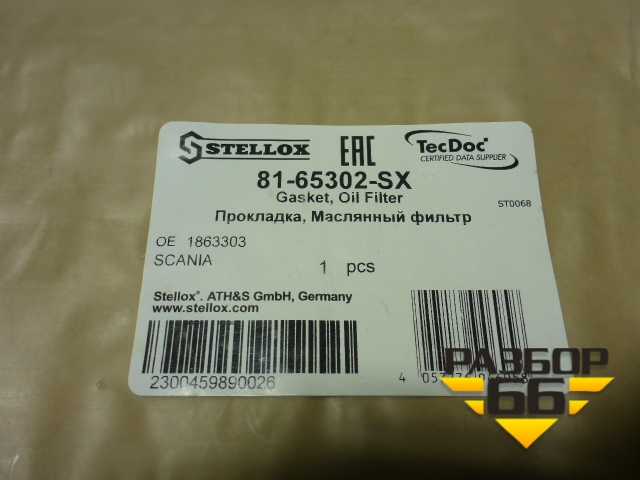 STELLOX
EAC
TecDoc
CERTIFIED DATA SUPPLIER
81-65302-SX
Gasket, Oil Filter
ST0068
Прокладка, Маслянный фильтр
OE 1863303
SCANIA
1 pcs
Stellox®. ATH&S GmbH, Germany
www.stellox.com
2300459890026
РАЗБОР
66